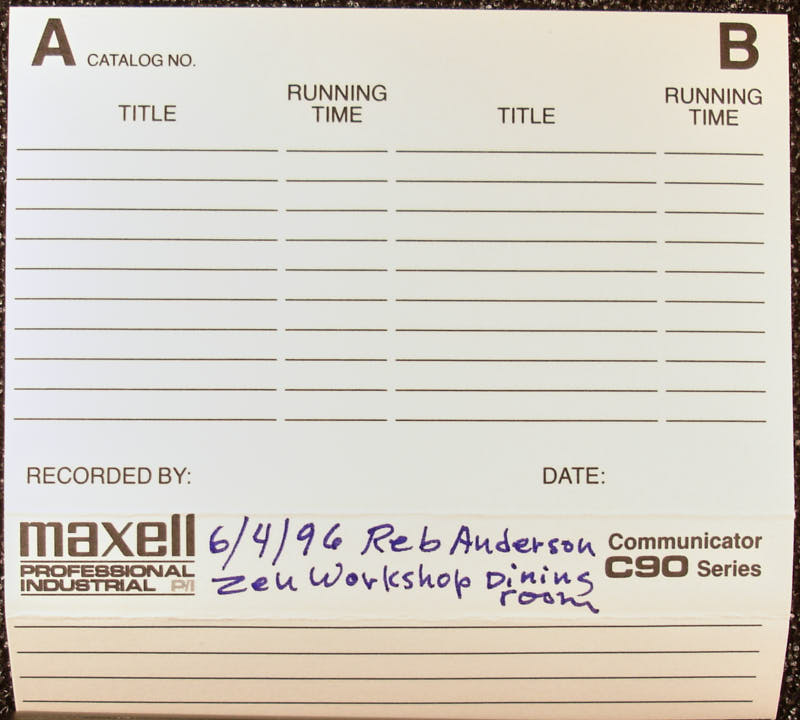 A CATALOG NO. B
TITLE RUNNING TIME TITLE RUNNING TIME
RECORDED BY: DATE:
maxell 6/4/96 Reb Anderson Communicator
PROFESSIONAL INDUSTRIAL P/I Zen Workshop Dining room C90 Series